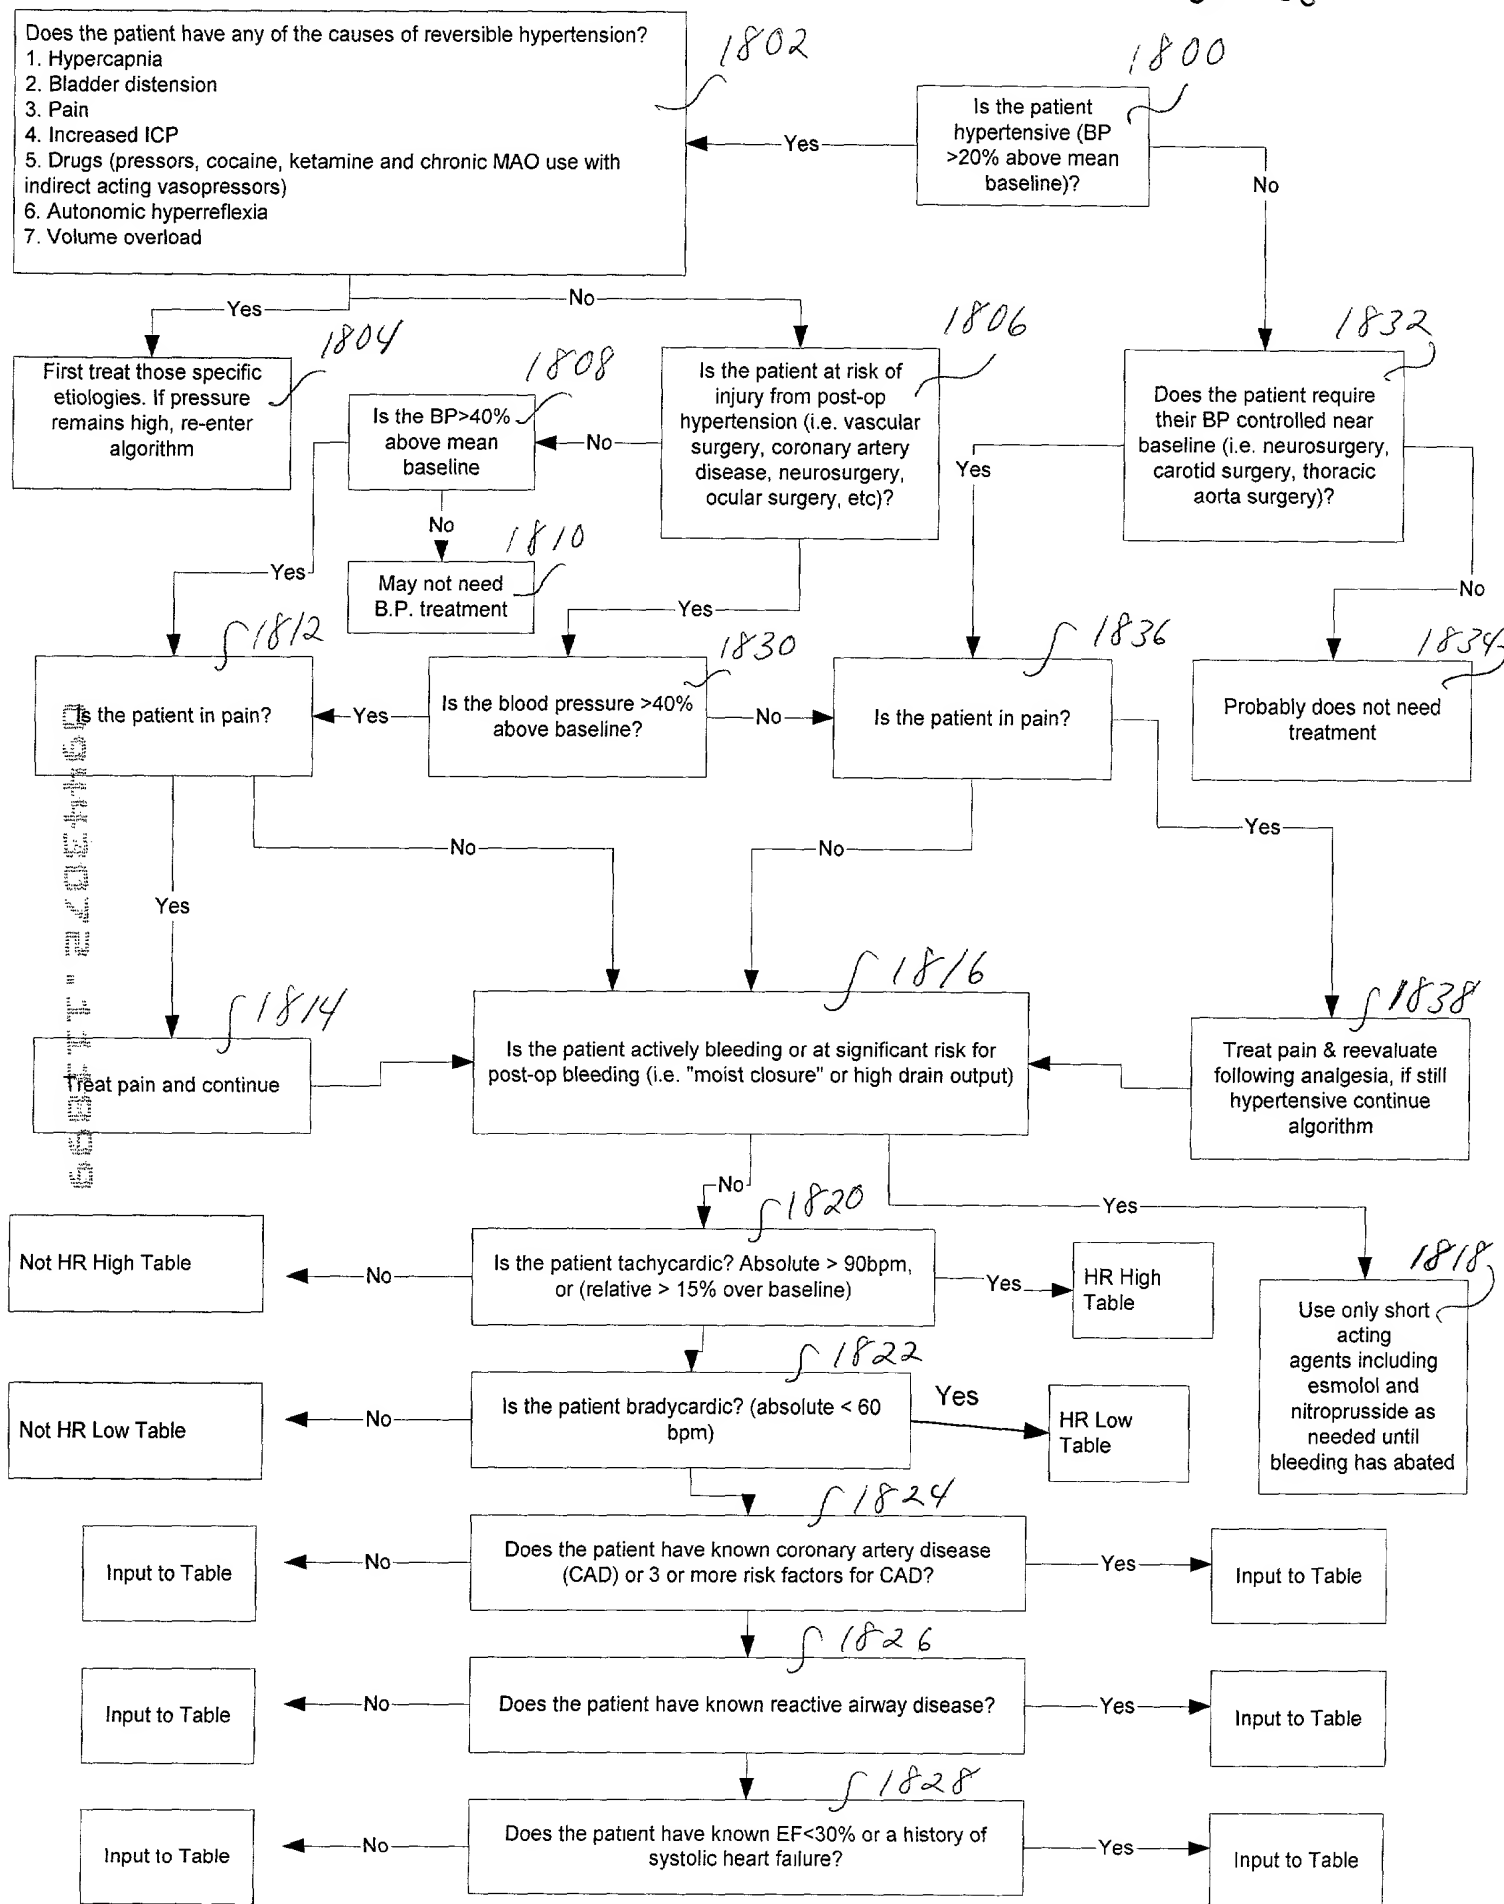 1802
1800
Does the patient have any of the causes of reversible hypertension?
1. Hypercapnia
2. Bladder distension
3. Pain
4. Increased ICP
5. Drugs (pressors, cocaine, ketamine and chronic MAO use with
indirect acting vasopressors)
6. Autonomic hyperreflexia
7. Volume overload
Yes
Is the patient
hypertensive (BP
>20% above mean
baseline)?
No
Yes
No
1804
1808
1806
1832
First treat those specific
etiologies. If pressure
remains high, re-enter
algorithm
Is the BP>40%
above mean
baseline
No
Is the patient at risk of
injury from post-op
hypertension (i.e. vascular
surgery, coronary artery
disease, neurosurgery,
ocular surgery, etc)?
Yes
Does the patient require
their BP controlled near
baseline (i.e. neurosurgery,
carotid surgery, thoracic
aorta surgery)?
No
1810
Yes
May not need
B.P. treatment
Yes
No
1812
1830
1836
1834
Is the patient in pain?
Yes
Is the blood pressure >40%
above baseline?
No
Is the patient in pain?
Probably does not need
treatment
No
No
Yes
Yes
09443072.111899
1814
1816
1838
Treat pain and continue
Is the patient actively bleeding or at significant risk for
post-op bleeding (i.e. "moist closure" or high drain output)
Treat pain & reevaluate
following analgesia, if still
hypertensive continue
algorithm
No
Yes
1820
Not HR High Table
No
Is the patient tachycardic? Absolute > 90bpm,
or (relative > 15% over baseline)
Yes
HR High
Table
1818
Use only short
acting
agents including
esmolol and
nitroprusside as
needed until
bleeding has abated
1822
Not HR Low Table
No
Is the patient bradycardic? (absolute < 60
bpm)
Yes
HR Low
Table
1824
Input to Table
No
Does the patient have known coronary artery disease
(CAD) or 3 or more risk factors for CAD?
Yes
Input to Table
1826
Input to Table
No
Does the patient have known reactive airway disease?
Yes
Input to Table
1828
Input to Table
No
Does the patient have known EF<30% or a history of
systolic heart failure?
Yes
Input to Table